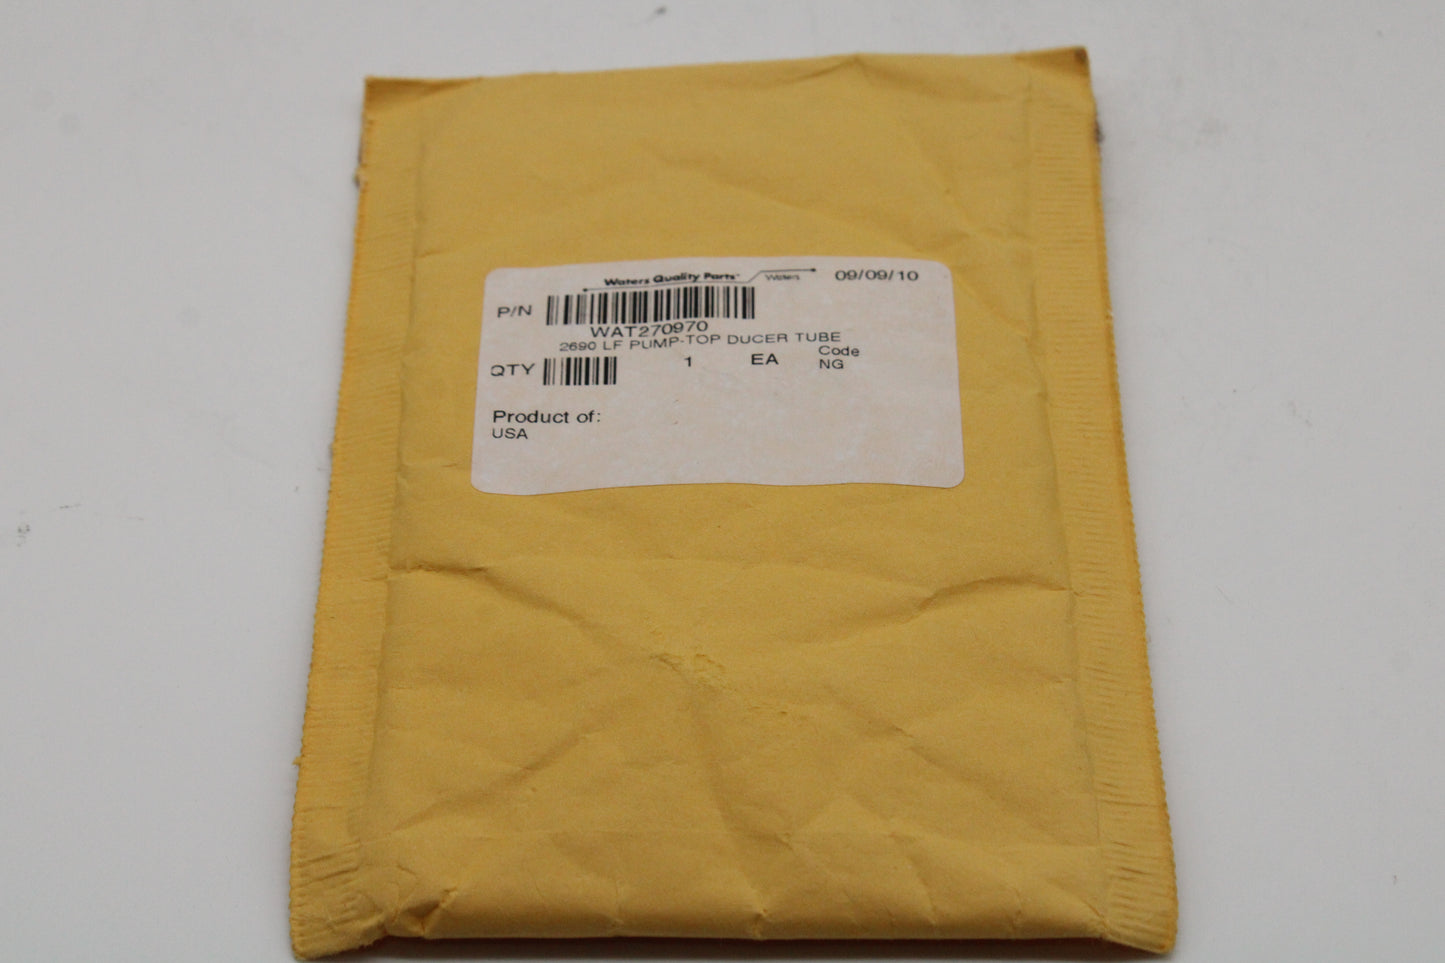 Waters Quality Parts Waters 09/09/10
P/N
WAT270970
2690 LF PUMP-TOP DUCER TUBE
QTY 1 EA Code
NG
Product of:
USA